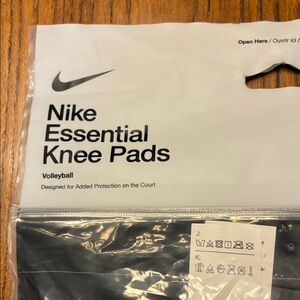 Open Here / Ouvrir ici /
Nike
Essential
Knee Pads
Volleyball
Designed for Added Protection on the Court
J:
K: